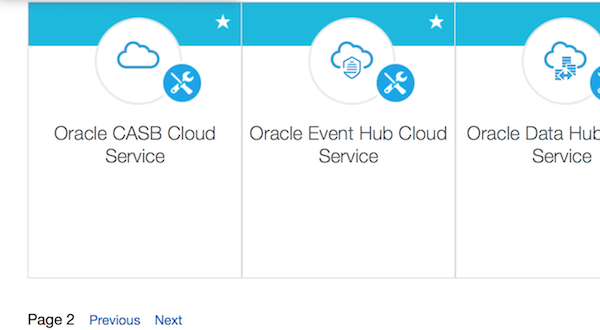 Oracle CASB Cloud
Service
Oracle Event Hub Cloud
Service
Oracle Data Hub
Service
Page 2 Previous Next